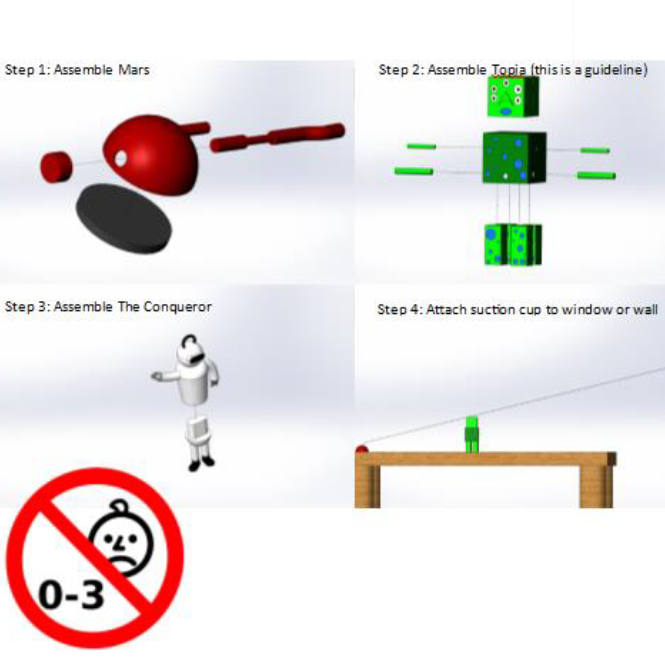 Step 1: Assemble Mars
Step 2: Assemble Topia (this is a guideline)
Step 3: Assemble The Conqueror
Step 4: Attach suction cup to window or wall
0-3